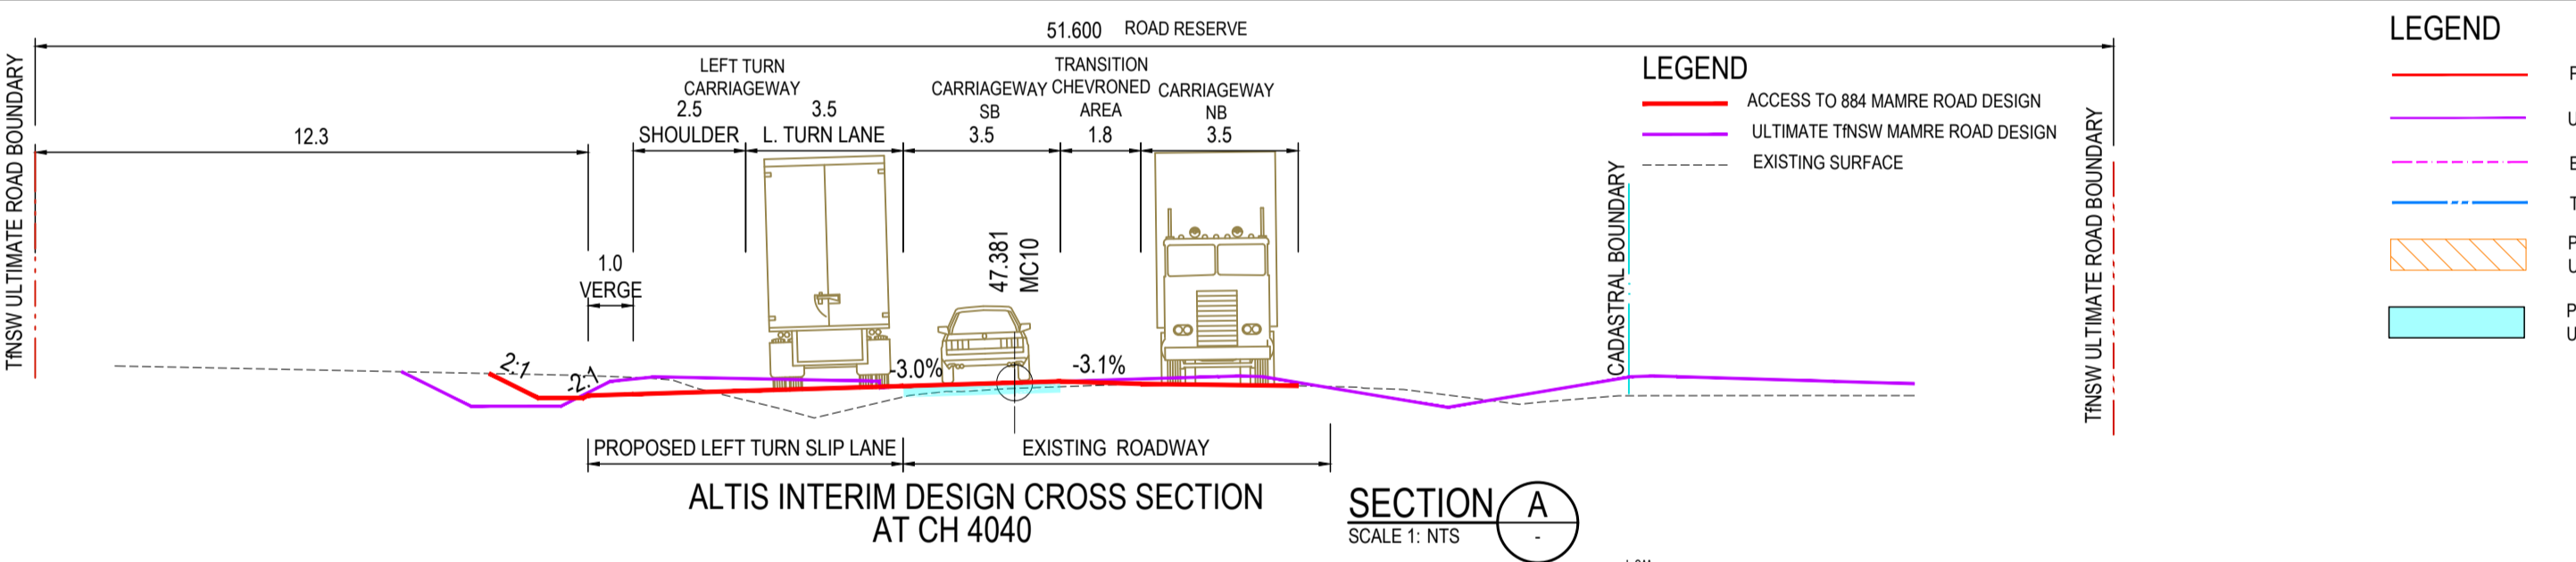 51.600 ROAD RESERVE
TfNSW ULTIMATE ROAD BOUNDARY
12.3
LEFT TURN
CARRIAGEWAY
2.5
SHOULDER
3.5
L. TURN LANE
CARRIAGEWAY
SB
3.5
TRANSITION
CHEVRONED
AREA
1.8
CARRIAGEWAY
NB
3.5
1.0
VERGE
47.381
MC10
2:1
-2:1
-3.0%
-3.1%
LEGEND
ACCESS TO 884 MAMRE ROAD DESIGN
ULTIMATE TfNSW MAMRE ROAD DESIGN
EXISTING SURFACE
CADASTRAL BOUNDARY
TfNSW ULTIMATE ROAD BOUNDARY
PROPOSED LEFT TURN SLIP LANE
EXISTING ROADWAY
ALTIS INTERIM DESIGN CROSS SECTION
AT CH 4040
SECTION A
SCALE 1: NTS
-
LEGEND